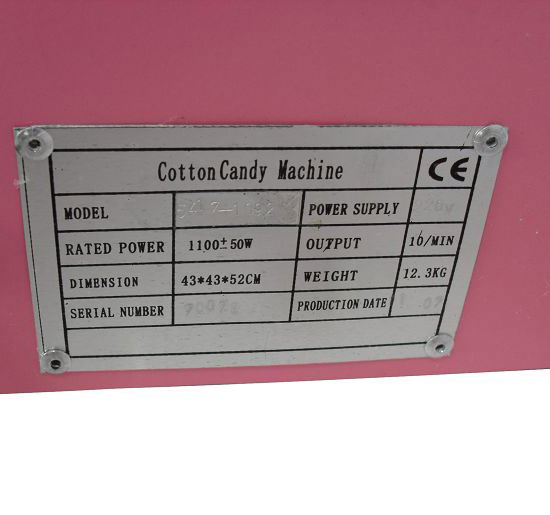 Cotton Candy Machine CE
MODEL POWER SUPPLY
RATED POWER 1100±50W OUTPUT 10/MIN
DIMENSION 43*43*52CM WEIGHT 12.3KG
SERIAL NUMBER PRODUCTION DATE